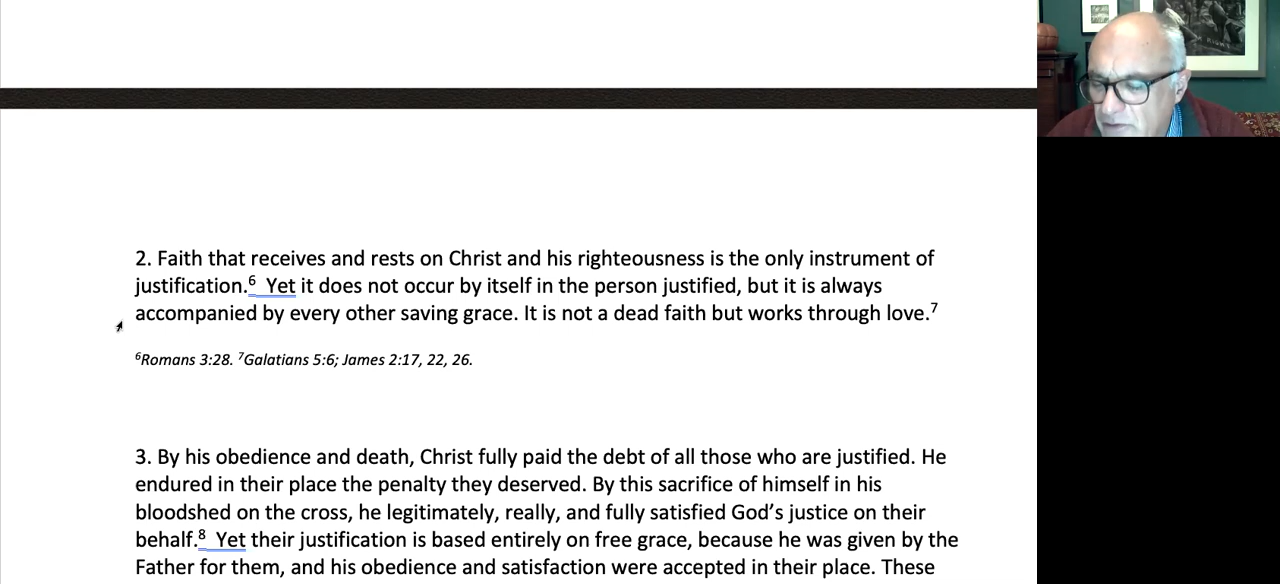 2. Faith that receives and rests on Christ and his righteousness is the only instrument of
justification.6 Yet it does not occur by itself in the person justified, but it is always
accompanied by every other saving grace. It is not a dead faith but works through love.7
6Romans 3:28. 7Galatians 5:6; James 2:17, 22, 26.
3. By his obedience and death, Christ fully paid the debt of all those who are justified. He
endured in their place the penalty they deserved. By this sacrifice of himself in his
bloodshed on the cross, he legitimately, really, and fully satisfied God’s justice on their
behalf.8 Yet their justification is based entirely on free grace, because he was given by the
Father for them, and his obedience and satisfaction were accepted in their place. These